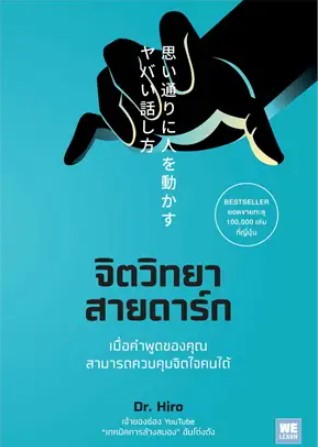 思い通りに人を動かす
ヤバい話し方
BESTSELLER
ยอดขายทะลุ
100,000 เล่ม
ที่ญี่ปุ่น
จิตวิทยา
สายดาร์ก
เมื่อคำพูดของคุณ
สามารถควบคุมจิตใจคนได้
Dr. Hiro
เจ้าของช่อง YouTube
“เทคนิคการล้างสมอง” อันโด่งดัง
WE
LEARN